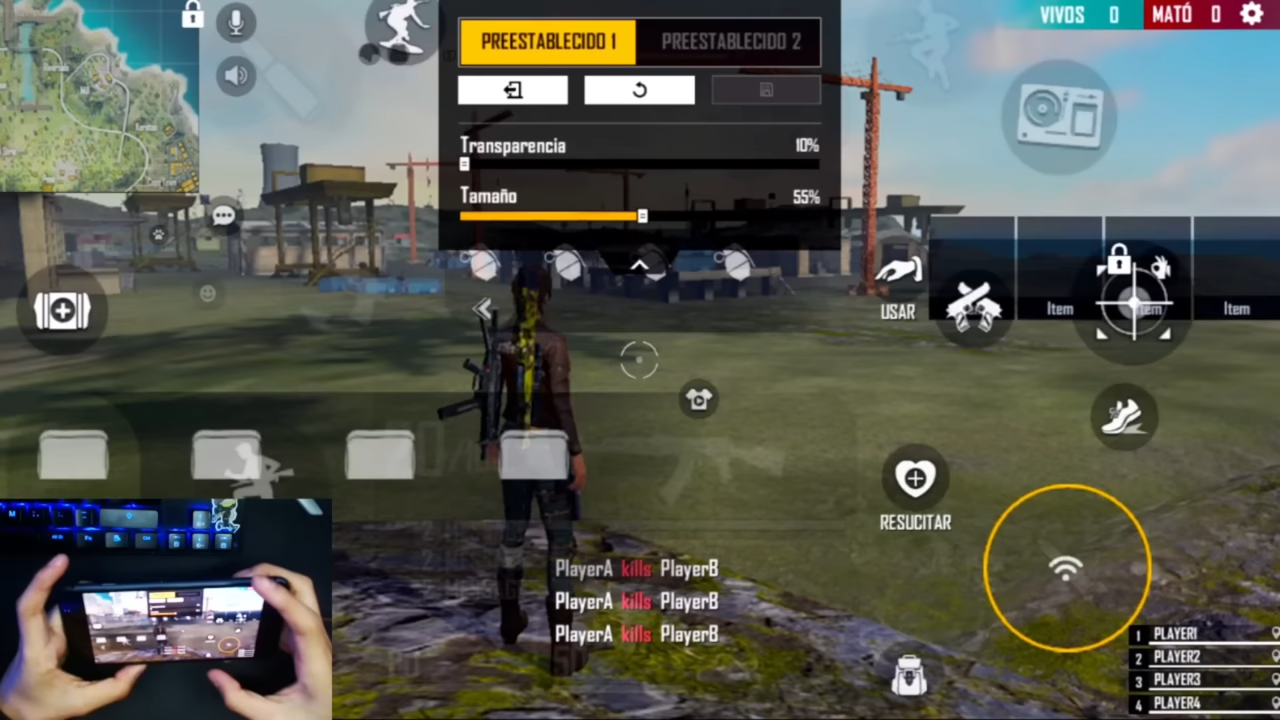 VIVOS 0 MATÓ 0
PREESTABLECIDO 1 PREESTABLECIDO 2
Transparencia 10%
Tamaño 55%
USAR
Item Item Item
RESUCITAR
PlayerA kills PlayerB
PlayerA kills PlayerB
PlayerA kills PlayerB
1 PLAYER1
2 PLAYER2
3 PLAYER3
4 PLAYER4